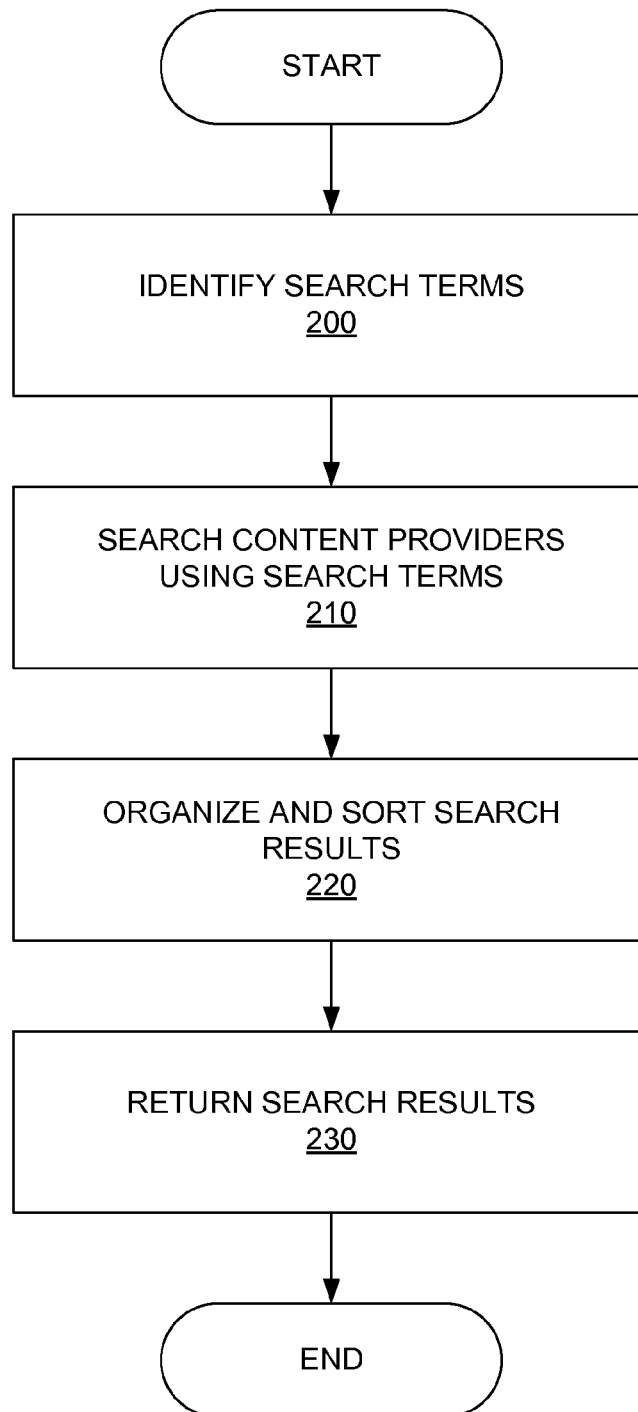 START
IDENTIFY SEARCH TERMS
200
SEARCH CONTENT PROVIDERS
USING SEARCH TERMS
210
ORGANIZE AND SORT SEARCH
RESULTS
220
RETURN SEARCH RESULTS
230
END